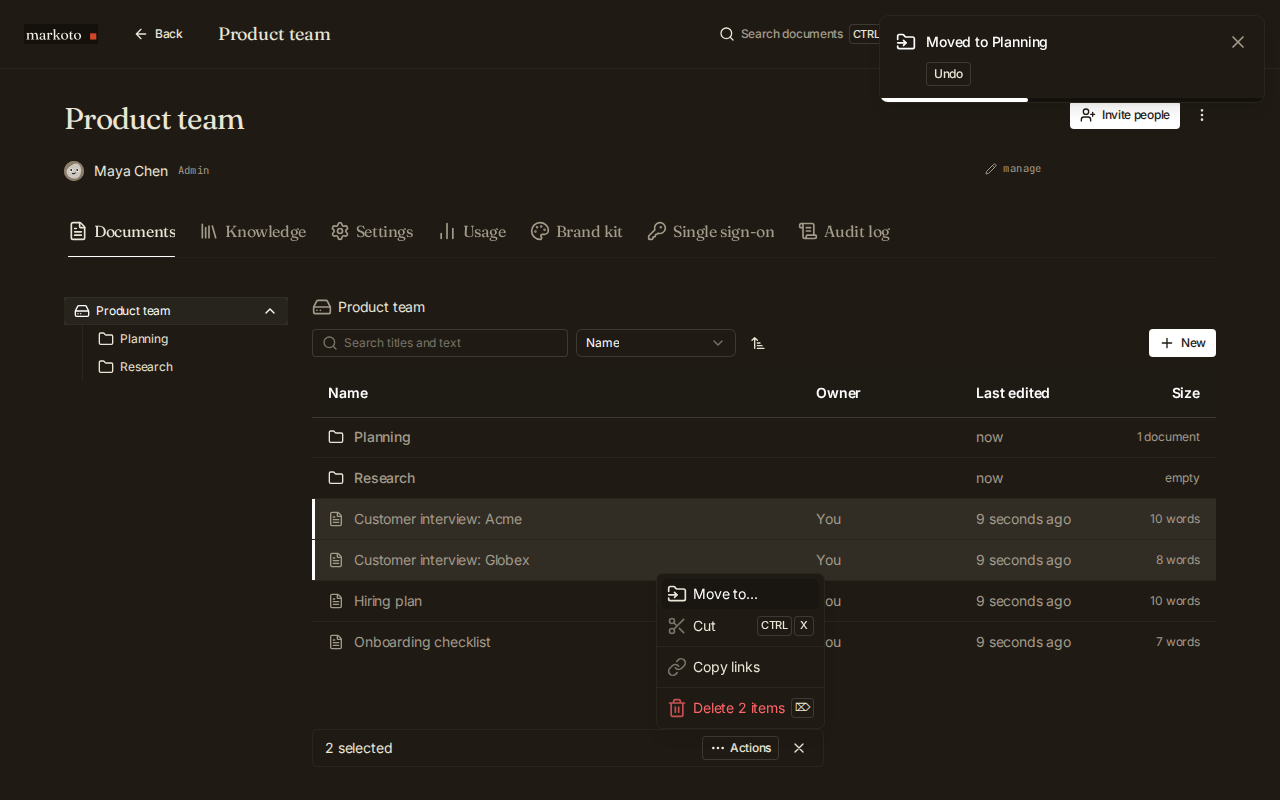 markoto
Back
Product team
Search documents CTRL
Moved to Planning
Undo
Product team
Invite people
Maya Chen Admin
manage
Documents Knowledge Settings Usage Brand kit Single sign-on Audit log
Product team
Planning
Research
Product team
Search titles and text
Name
New
Name Owner Last edited Size
Planning now 1 document
Research now empty
Customer interview: Acme You 9 seconds ago 10 words
Customer interview: Globex You 9 seconds ago 8 words
Hiring plan ou 9 seconds ago 10 words
Onboarding checklist ou 9 seconds ago 7 words
Move to...
Cut CTRL X
Copy links
Delete 2 items
2 selected
Actions